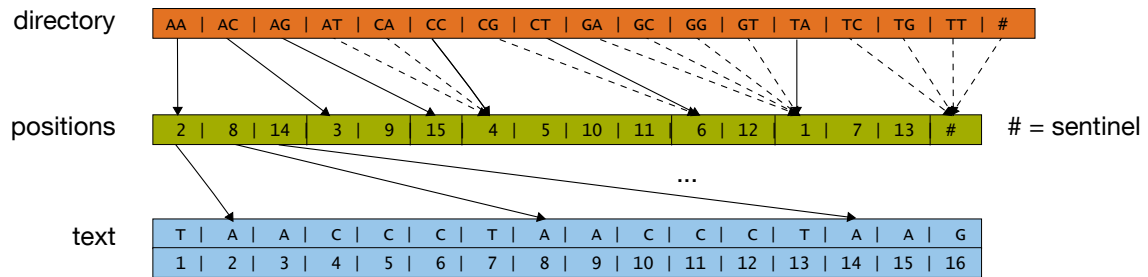 directory AA | AC | AG | AT | CA | CC | CG | CT | GA | GC | GG | GT | TA | TC | TG | TT | #
positions 2 | 8 | 14 | 3 | 9 | 15 | 4 | 5 | 10 | 11 | 6 | 12 | 1 | 7 | 13 | # # = sentinel
...
text T | A | A | C | C | C | T | A | A | C | C | C | T | A | A | G
1 | 2 | 3 | 4 | 5 | 6 | 7 | 8 | 9 | 10 | 11 | 12 | 13 | 14 | 15 | 16